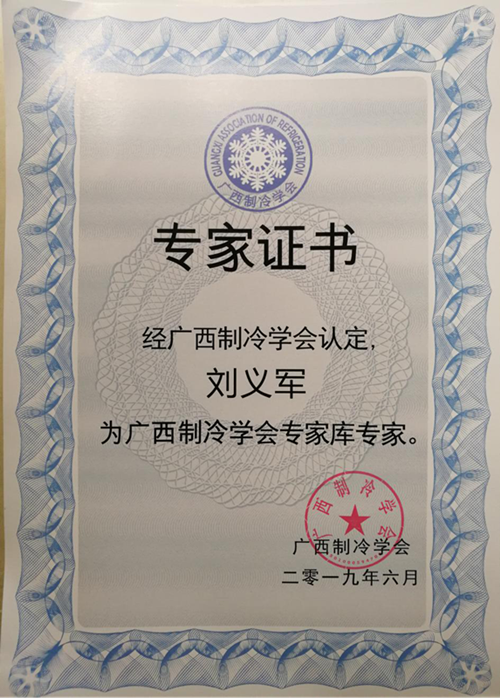 GUANGXI ASSOCIATION OF REFRIGERATION
广西制冷学会
专家证书
经广西制冷学会认定,
刘义军
为广西制冷学会专家库专家。
广西制冷学会
广西制冷学会
二零一九年六月